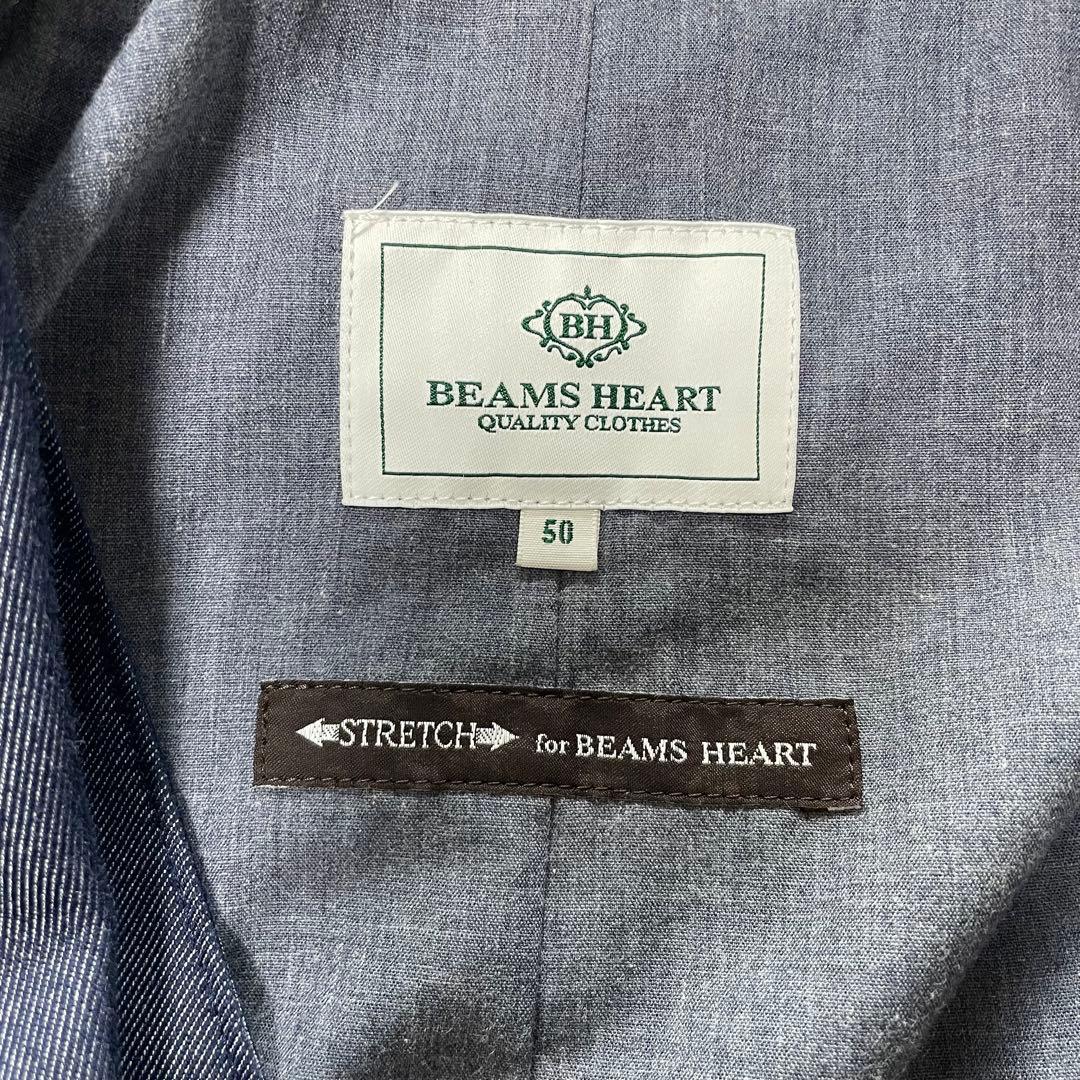 BH
BEAMS HEART
QUALITY CLOTHES
50
STRETCH for BEAMS HEART